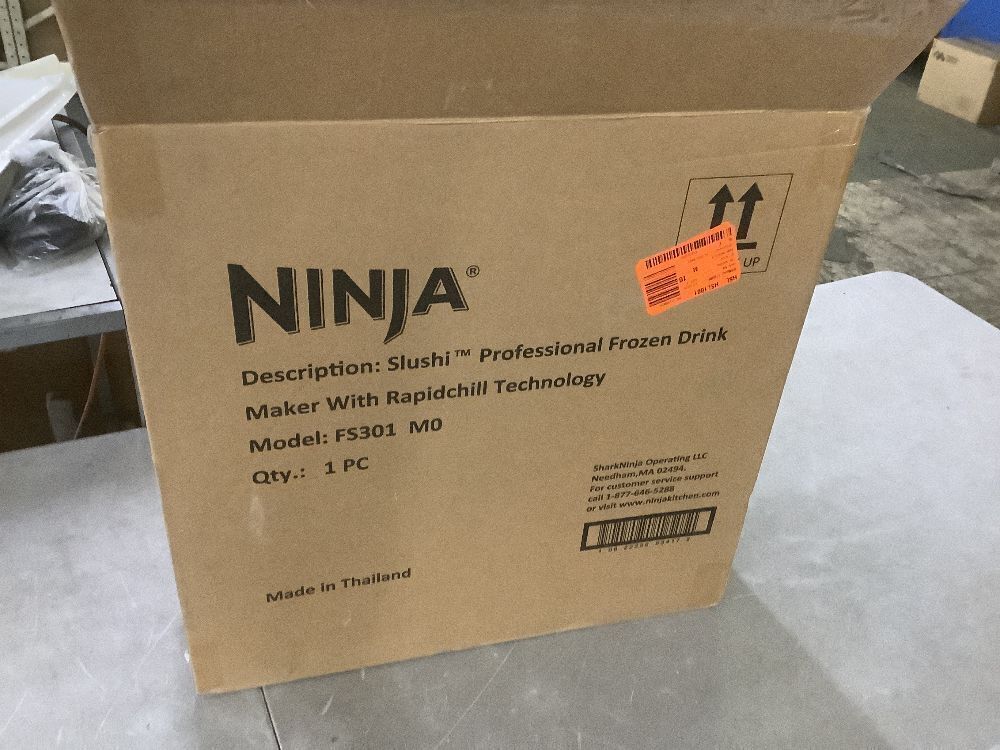 UP
NINJA®
Description: Slushi™ Professional Frozen Drink
Maker With Rapidchill Technology
Model: FS301 M0
Qty.: 1 PC
SharkNinja Operating LLC
Needham,MA 02494.
For customer service support
call 1-877-646-5288
or visit www.ninjakitchen.com
Made in Thailand